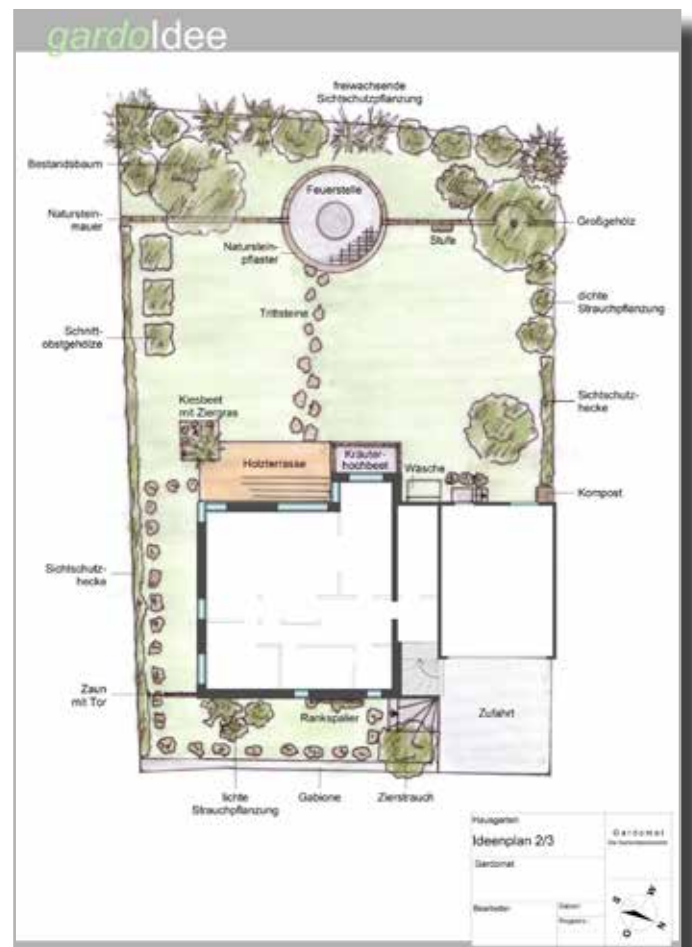 gardoIdee
freiwachsende
Sichtschutzpflanzung
Bestandsbaum
Feuerstelle
Naturstein-
mauer
Großgehölz
Stufe
Naturstein-
pflaster
Trittsteine
dichte
Strauchpflanzung
Schnitt-
obstgehölze
Kiesbeet
mit Ziergras
Sichtschutz-
hecke
Holzterrasse
Kräuter-
hochbeet
Wäsche
Kompost
Sichtschutz-
hecke
Zaun
mit Tor
Rankspalier
Zufahrt
lichte
Strauchpflanzung
Gabione
Zierstrauch
Hausgarten
Ideenplan 2/3
Gardomat
Gardomat
Bearbeiter
Datum
S
W
O
N